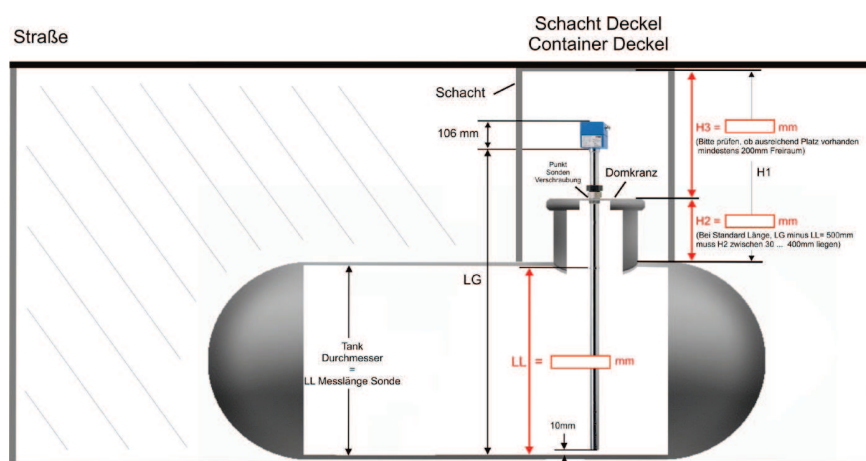 Schacht Deckel
Container Deckel
Straße
Schacht
106 mm
H3 = mm
(Bitte prüfen, ob ausreichend Platz vorhanden
mindestens 200mm Freiraum)
H1
Punkt
Sonden
Verschraubung
Domkranz
H2 = mm
(Bei Standard Länge, LG minus LL= 500mm
muss H2 zwischen 30 ... 400mm liegen)
LG
Tank
Durchmesser
=
LL Messlänge Sonde
LL = mm
10mm